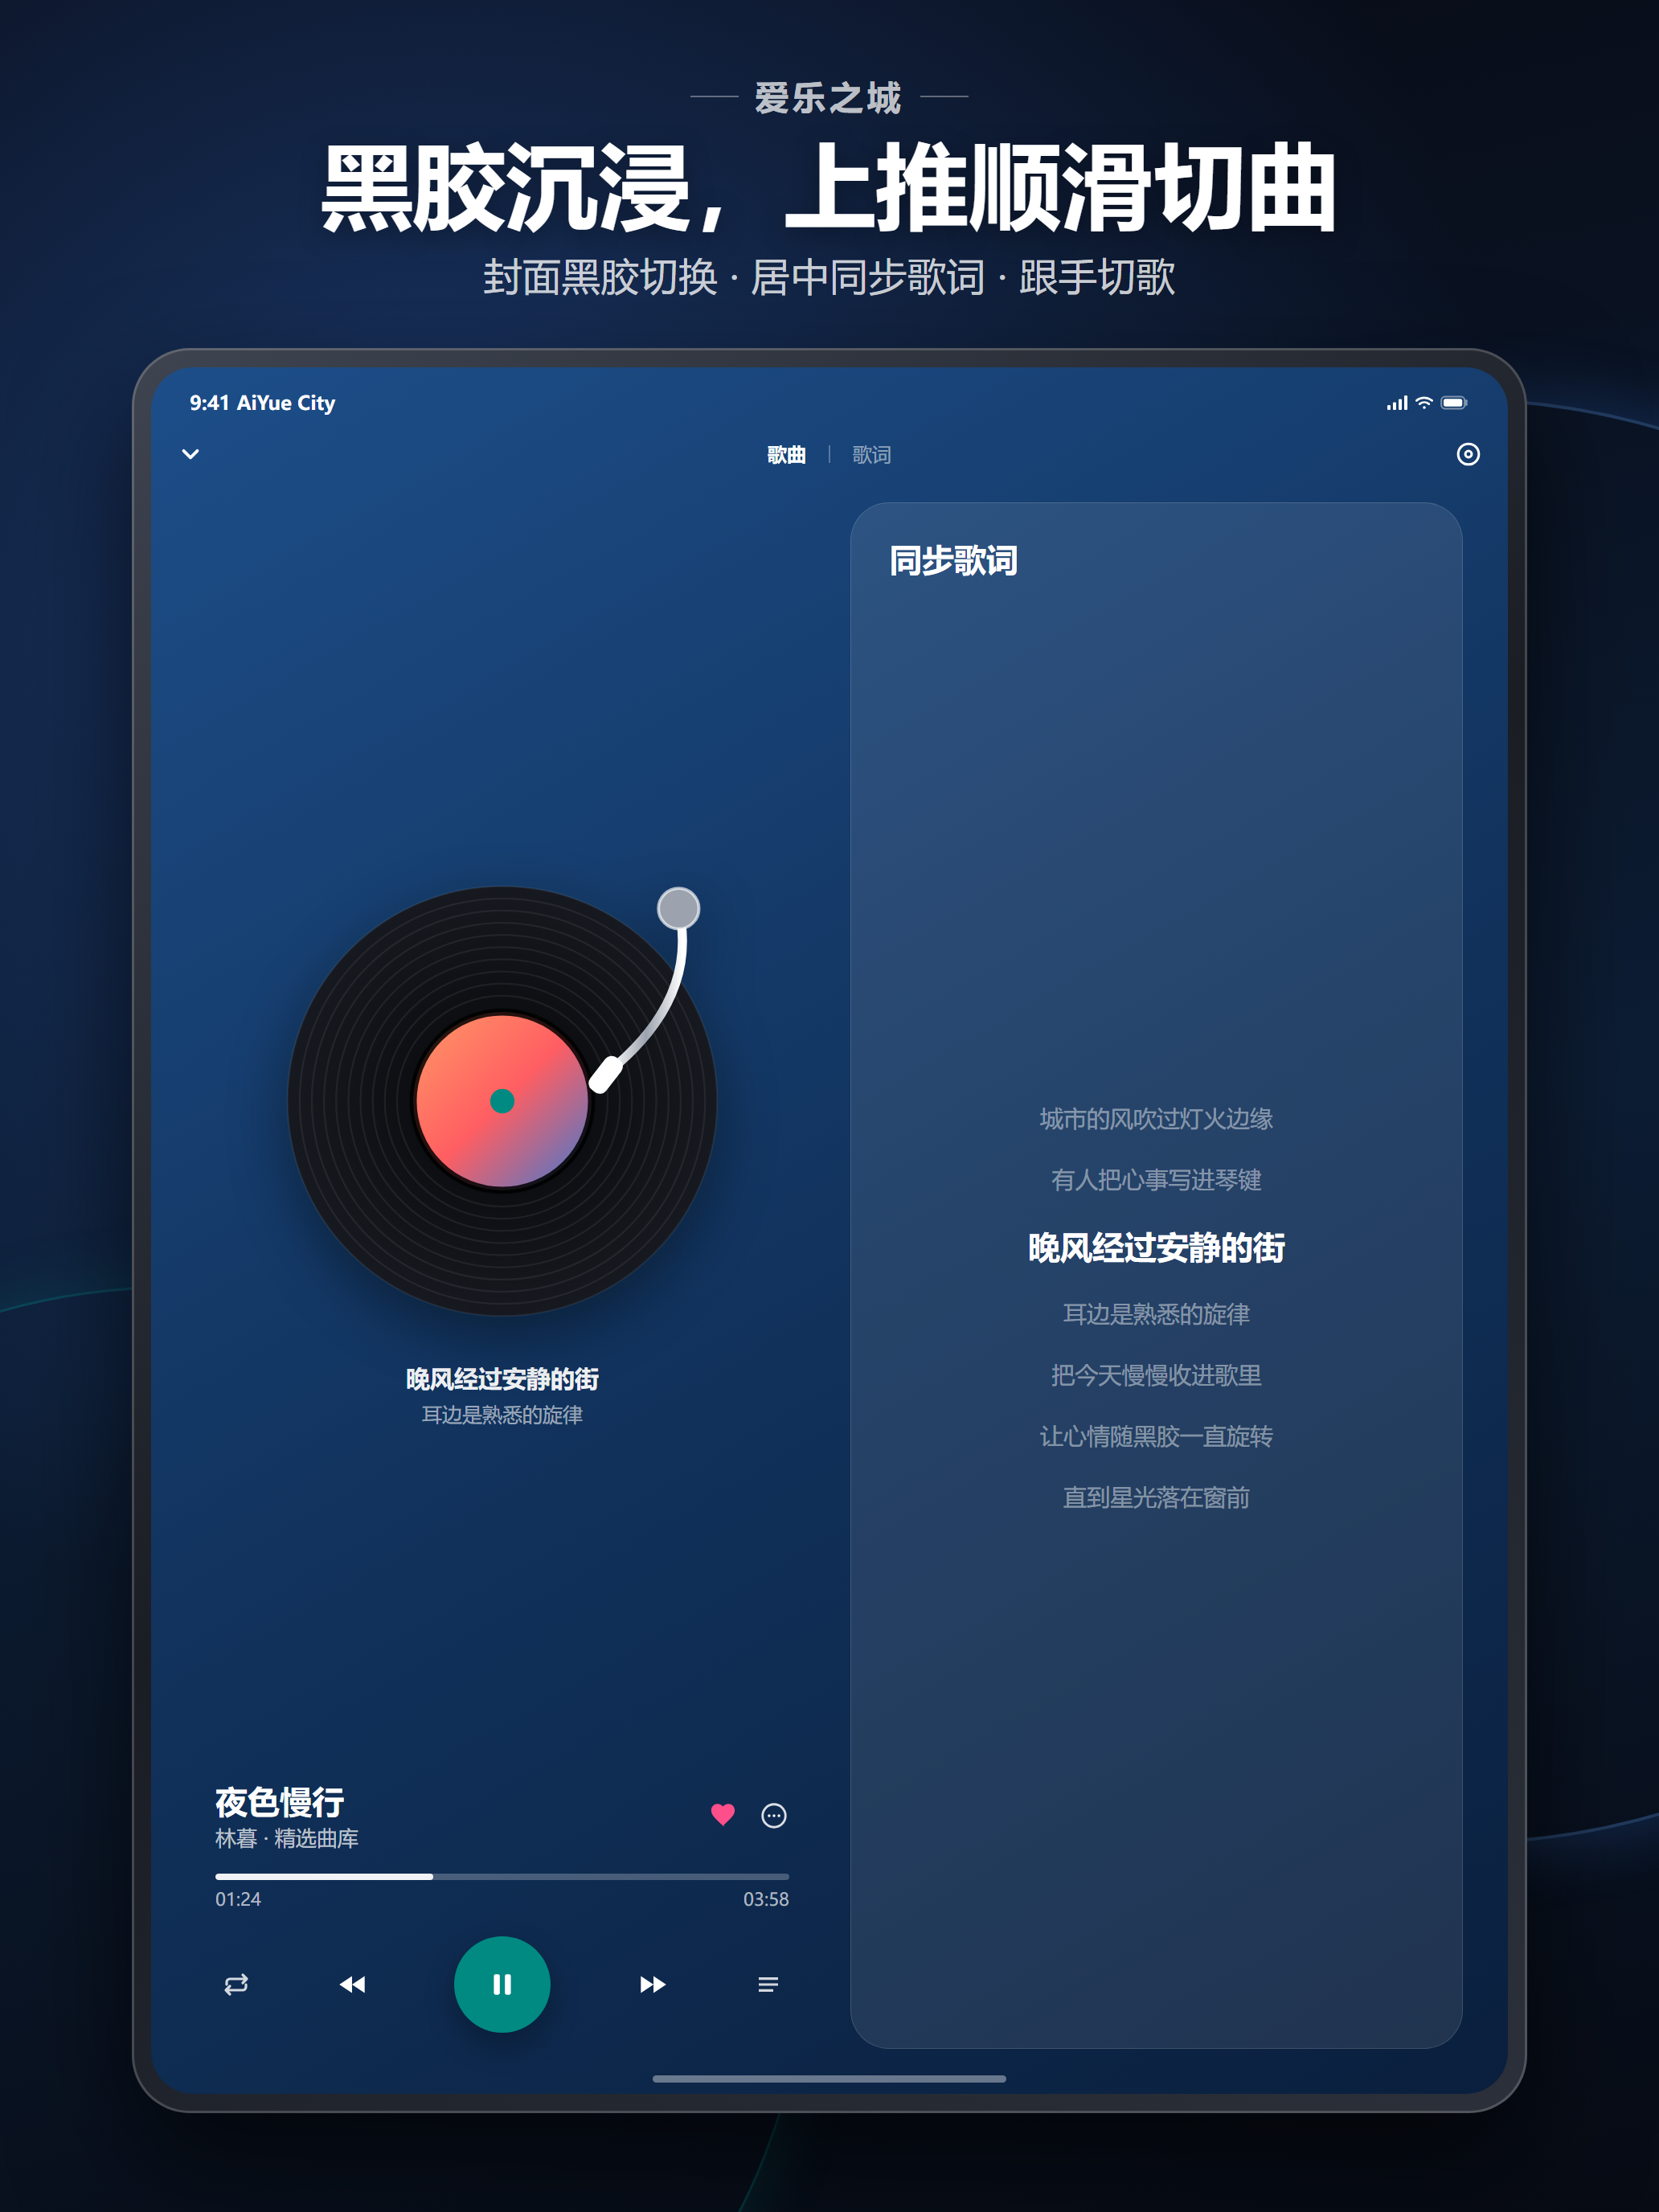 爱乐之城
黑胶沉浸，上推顺滑切曲
封面黑胶切换 · 居中同步歌词 · 跟手切歌
9:41 AiYue City
歌曲 | 歌词
同步歌词
城市的风吹过灯火边缘
有人把心事写进琴键
晚风经过安静的街
耳边是熟悉的旋律
把今天慢慢收进歌里
让心情随黑胶一直旋转
直到星光落在窗前
晚风经过安静的街
耳边是熟悉的旋律
夜色慢行
林暮 · 精选曲库
01:24 03:58